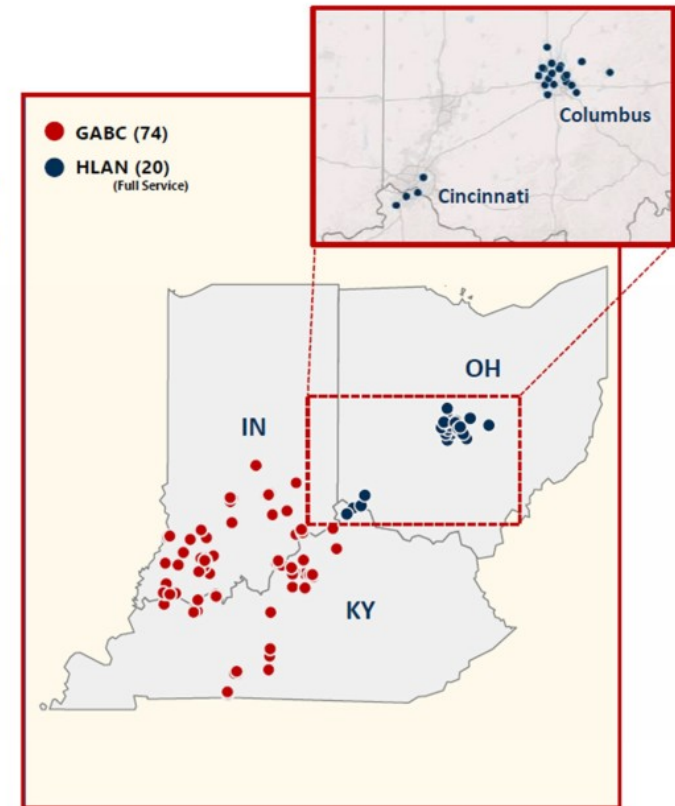 GABC (74)
HLAN (20)
(Full Service)
Columbus
Cincinnati
OH
IN
KY